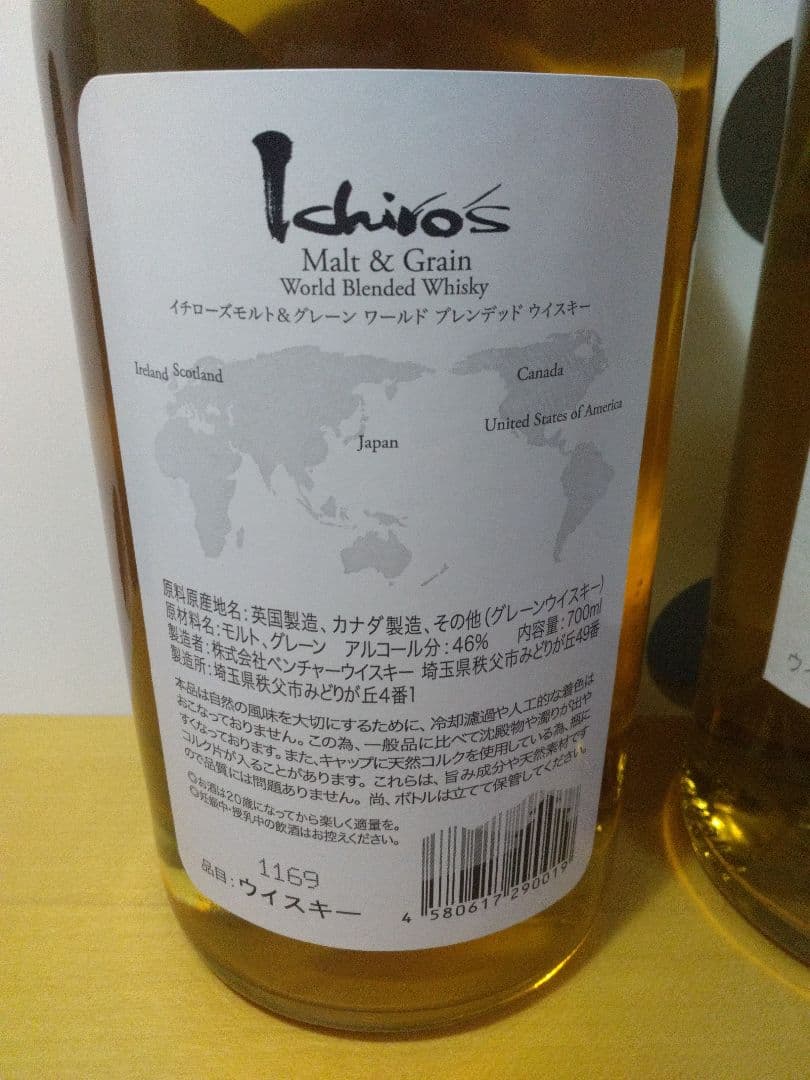 Ichiro's
Malt & Grain
World Blended Whisky
イチローズモルト&グレーン ワールド ブレンデッド ウイスキー
Ireland Scotland
Canada
United States of America
Japan
原料原産地名:英国製造、カナダ製造、その他(グレーンウイスキー)
原材料名:モルト、グレーン アルコール分:46% 内容量:700ml
製造者:株式会社ベンチャーウイスキー 埼玉県秩父市みどりが丘49番
製造所:埼玉県秩父市みどりが丘4番1
本品は自然の風味を大切にするために、冷却濾過や人工的な着色は
おこなっておりません。この為、一般品に比べて沈殿物や濁りが出や
すくなっております。また、キャップに天然コルクを使用している為、瓶に
コルク片が入ることがあります。これらは、旨み成分や天然素材です
ので品質には問題ありません。尚、ボトルは立てて保管してください。
◎お酒は20歳になってから楽しく適量を。
◎妊娠中・授乳中の飲酒はお控えください。
1169
品目:ウイスキー
4 580617 290019